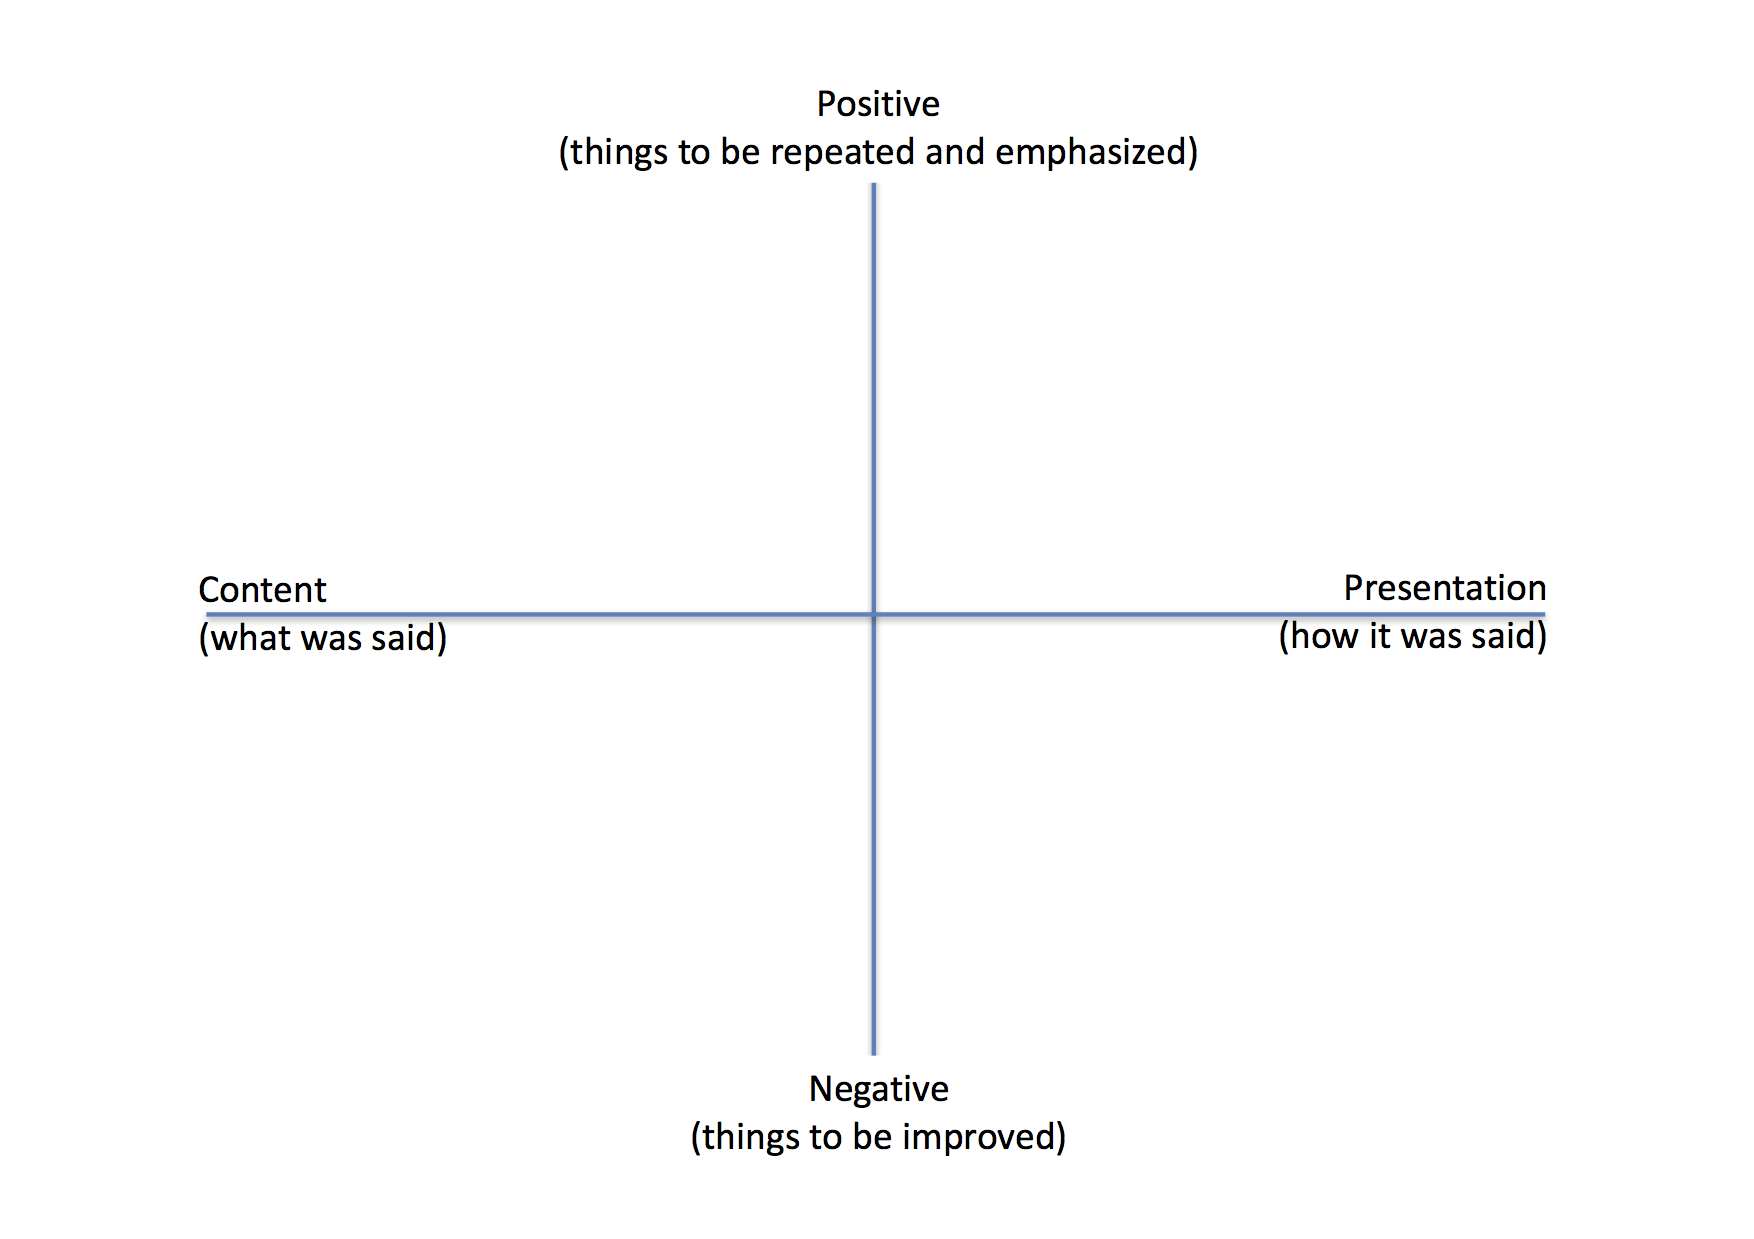 Positive
(things to be repeated and emphasized)
Content
Presentation
(what was said)
(how it was said)
Negative
(things to be improved)